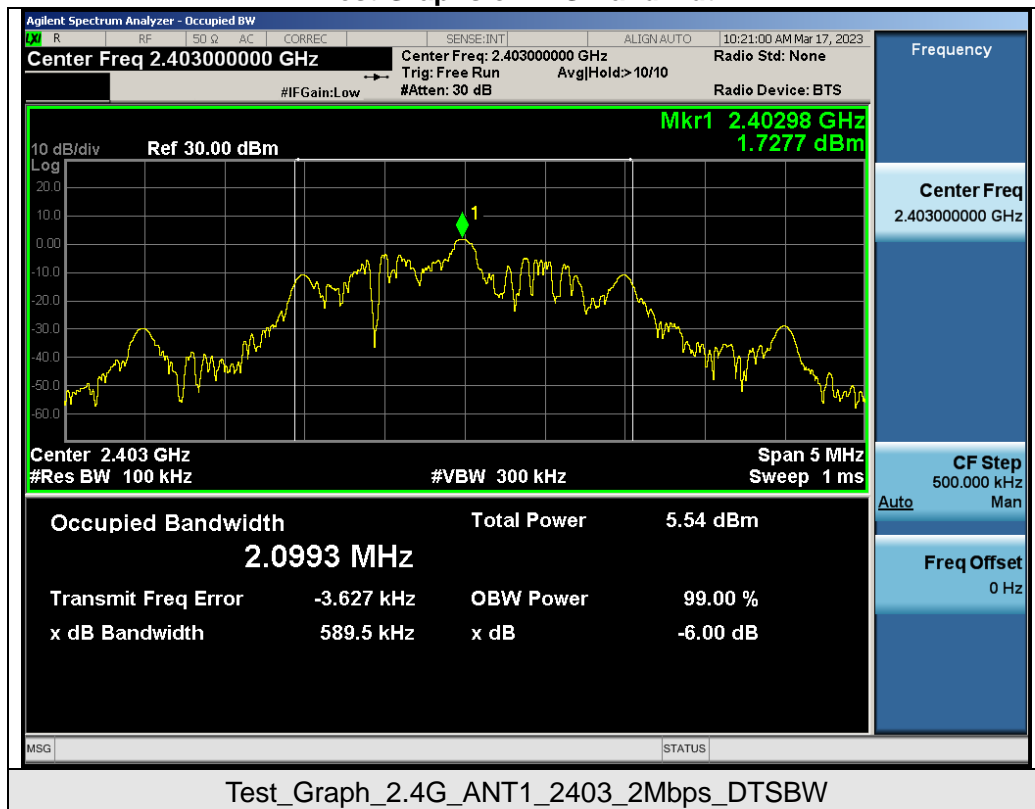 Agilent Spectrum Analyzer - Occupied BW
LXI R RF 50 Ω AC CORREC SENSE:INT ALIGN AUTO 10:21:00 AM Mar 17, 2023
Center Freq 2.403000000 GHz Center Freq: 2.403000000 GHz Radio Std: None
Trig: Free Run Avg|Hold:> 10/10
#IFGain:Low #Atten: 30 dB Radio Device: BTS
Frequency
Mkr1 2.40298 GHz
1.7277 dBm
10 dB/div Ref 30.00 dBm
Log
20.0
10.0
0.00
-10.0
-20.0
-30.0
-40.0
-50.0
-60.0
1
Center 2.403 GHz Span 5 MHz
#Res BW 100 kHz #VBW 300 kHz Sweep 1 ms
Center Freq
2.403000000 GHz
CF Step
500.000 kHz
Auto Man
Freq Offset
0 Hz
Occupied Bandwidth Total Power 5.54 dBm
2.0993 MHz
Transmit Freq Error -3.627 kHz OBW Power 99.00 %
x dB Bandwidth 589.5 kHz x dB -6.00 dB
MSG STATUS
Test_Graph_2.4G_ANT1_2403_2Mbps_DTSBW